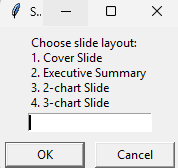 S...
Choose slide layout:
1. Cover Slide
2. Executive Summary
3. 2-chart Slide
4. 3-chart Slide
OK Cancel